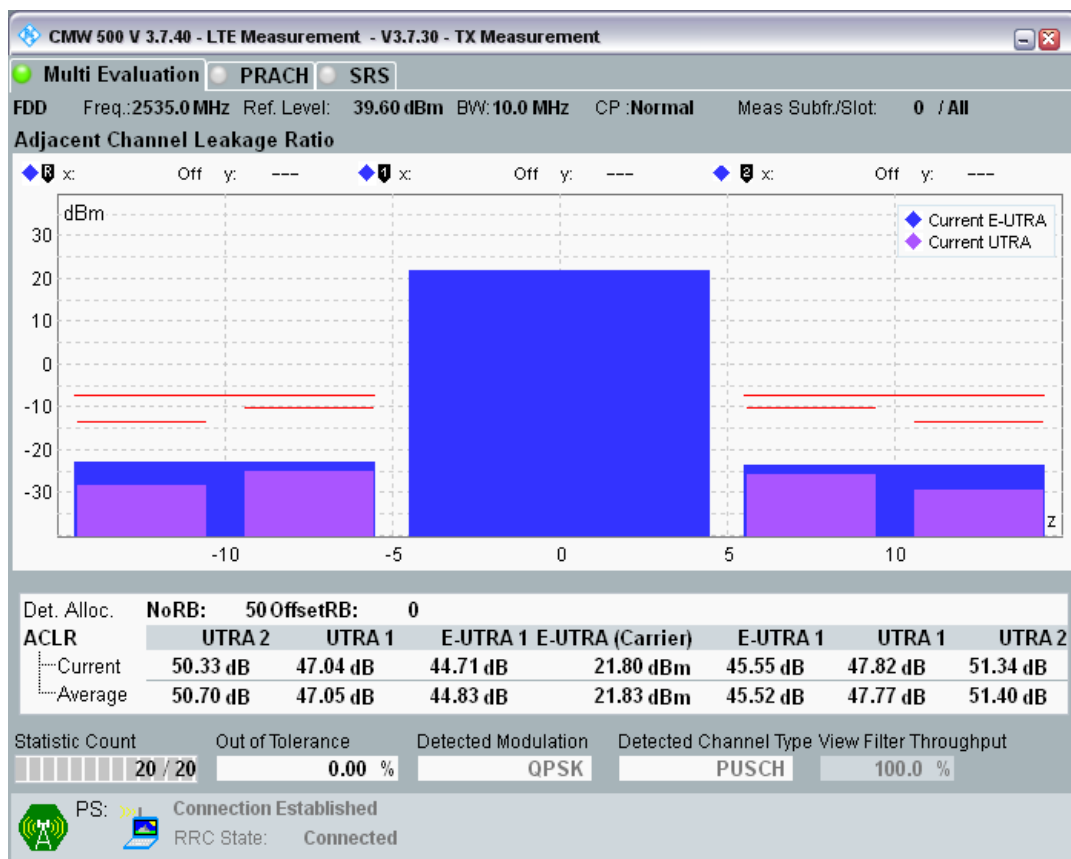 CMW 500 V 3.7.40 - LTE Measurement - V3.7.30 - TX Measurement
Multi Evaluation PRACH SRS
FDD Freq.:2535.0 MHz Ref. Level: 39.60 dBm BW: 10.0 MHz CP :Normal Meas Subfr./Slot: 0 / All
Adjacent Channel Leakage Ratio
R x: Off y: --- 1 x: Off y: --- 2 x: Off y: ---
dBm
Current E-UTRA
Current UTRA
30
20
10
0
-10
-20
-30
z
-10 -5 0 5 10
Det. Alloc. NoRB: 50 OffsetRB: 0
ACLR UTRA 2 UTRA 1 E-UTRA 1 E-UTRA (Carrier) E-UTRA 1 UTRA 1 UTRA 2
Current 50.33 dB 47.04 dB 44.71 dB 21.80 dBm 45.55 dB 47.82 dB 51.34 dB
Average 50.70 dB 47.05 dB 44.83 dB 21.83 dBm 45.52 dB 47.77 dB 51.40 dB
Statistic Count Out of Tolerance Detected Modulation Detected Channel Type View Filter Throughput
20 / 20 0.00 % QPSK PUSCH 100.0 %
PS: Connection Established
RRC State: Connected